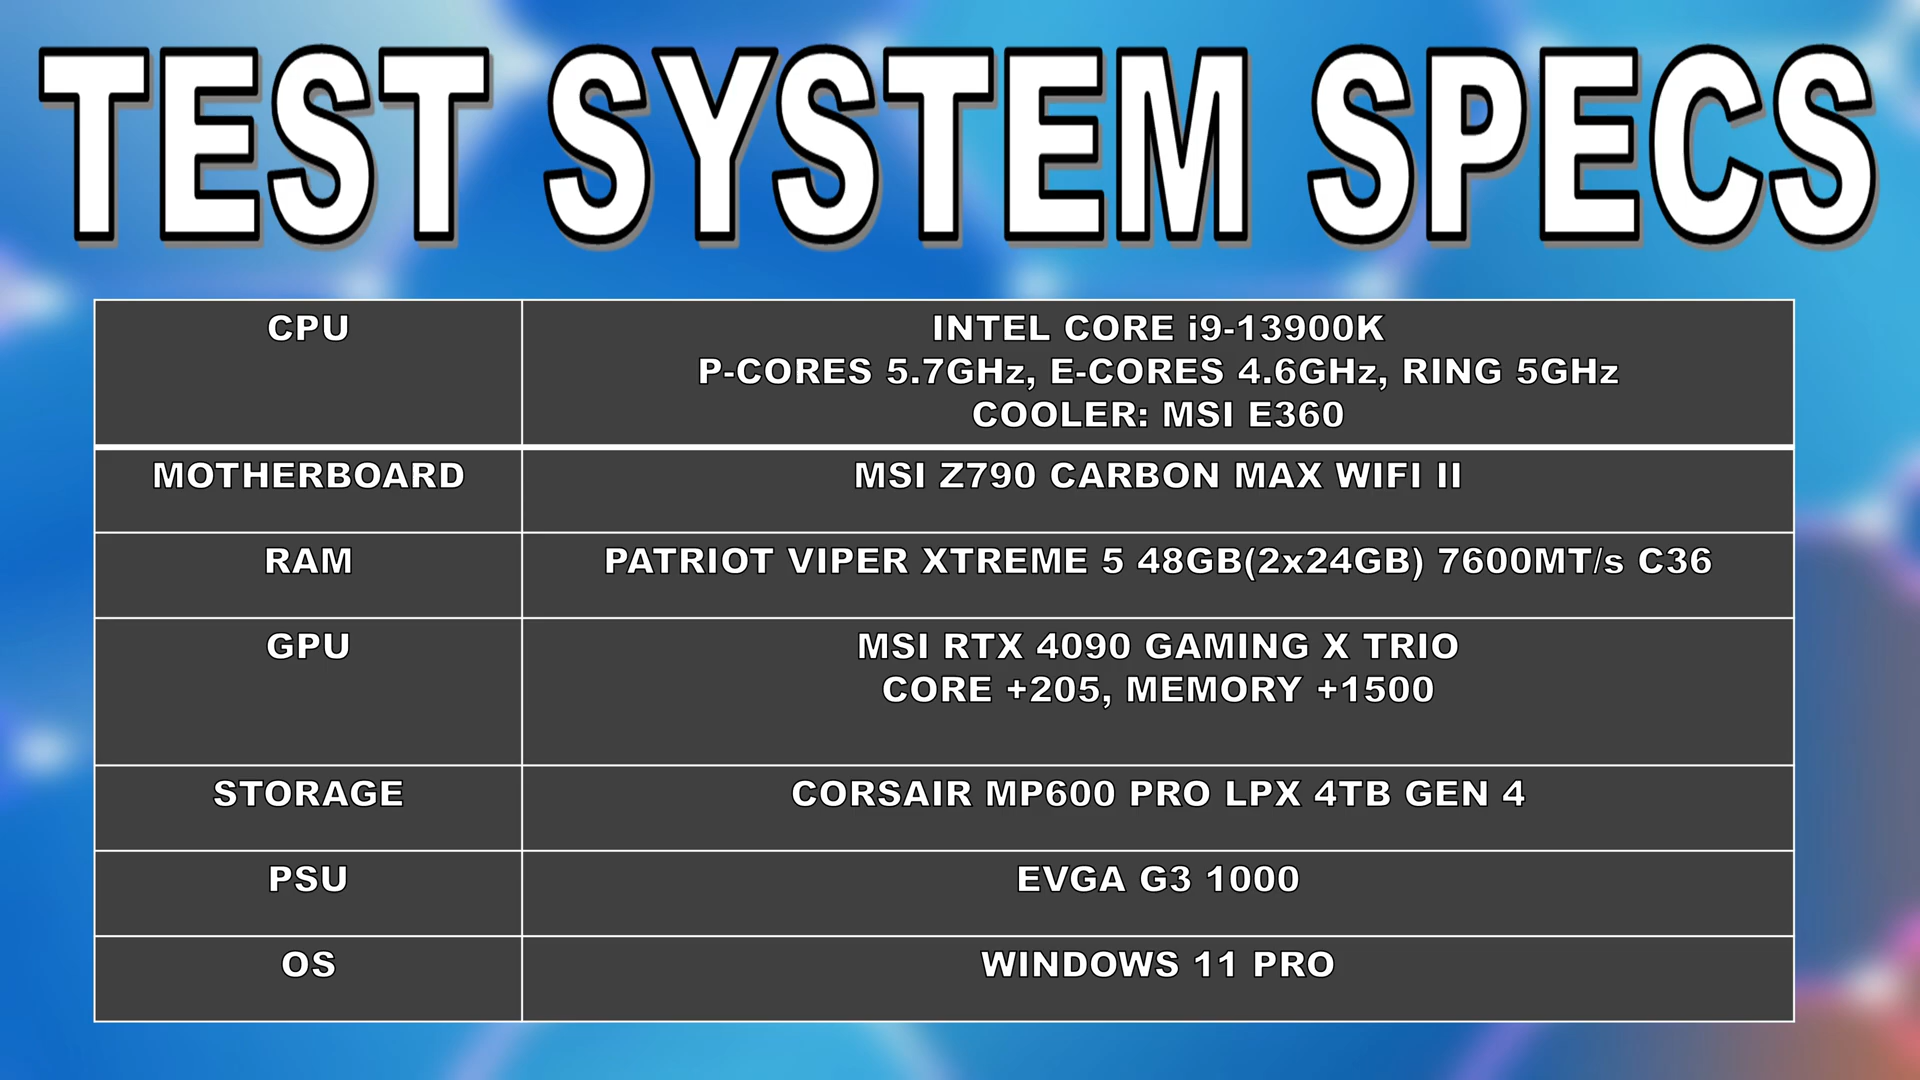 TEST SYSTEM SPECS
CPU
INTEL CORE i9-13900K
P-CORES 5.7GHz, E-CORES 4.6GHz, RING 5GHz
COOLER: MSI E360
MOTHERBOARD
MSI Z790 CARBON MAX WIFI II
RAM
PATRIOT VIPER XTREME 5 48GB(2x24GB) 7600MT/s C36
GPU
MSI RTX 4090 GAMING X TRIO
CORE +205, MEMORY +1500
STORAGE
CORSAIR MP600 PRO LPX 4TB GEN 4
PSU
EVGA G3 1000
OS
WINDOWS 11 PRO